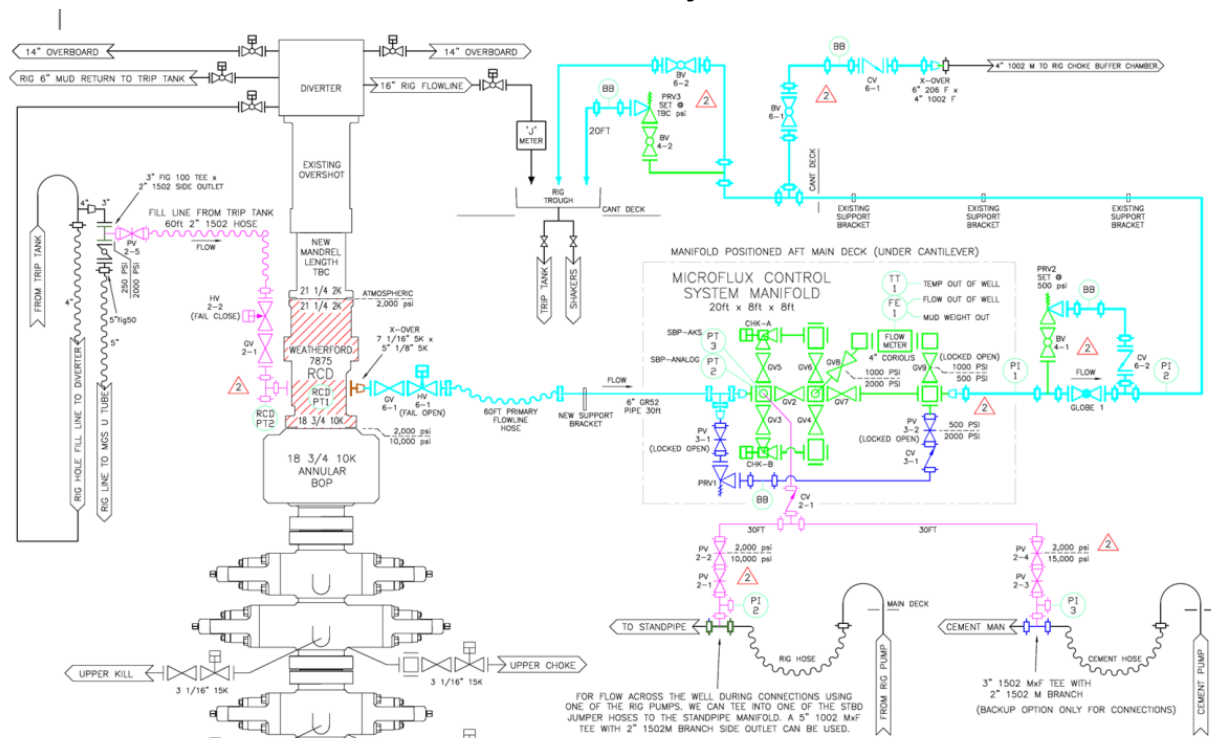 14" OVERBOARD
14" OVERBOARD
RIG 6" MUD RETURN TO TRIP TANK
DIVERTER
16" RIG FLOWLINE
"J"
METER
EXISTING
OVERSHOT
3" FIG 100 TEE x
2" 1502 SIDE OUTLET
4"
3"
FILL LINE FROM TRIP TANK
60ft 2" 1502 HOSE
FLOW
PV
2-5
250 PSI
2000 PSI
FROM TRIP TANK
4"
5"fig50
5"
RIG HOLE FILL LINE TO DIVERTER
RIG LINE TO MGS U TUBE
HV
2-2
(FAIL CLOSE)
GV
2-1
2
RCD
PT2
NEW
MANDREL
LENGTH
TBC
21 1/4 2K
21 1/4 2K
ATMOSPHERIC
2,000 psi
WEATHERFORD
7875
RCD
RCD
PT1
18 3/4 10K
X-OVER
7 1/16" 5K x
5" 1/8" 5K
2,000 psi
10,000 psi
GV
6-1
HV
6-1
(FAIL OPEN)
18 3/4 10K
ANNULAR
BOP
60FT PRIMARY
FLOWLINE
HOSE
NEW SUPPORT
BRACKET
FLOW
6" GR52
PIPE 30ft
UPPER KILL
3 1/16" 15K
3 1/16" 15K
UPPER CHOKE
RIG
TROUGH
CANT DECK
TRIP TANK
SHAKERS
BB
20FT
PRV3
SET @
TBC psi
BV
6-2
2
BV
4-2
BB
2
CV
6-1
X-OVER
6" 206 F x
4" 1002 F
4" 1002 M TO RIG CHOKE BUFFER CHAMBER
BV
6-1
CANT DECK
EXISTING
SUPPORT
BRACKET
EXISTING
SUPPORT
BRACKET
EXISTING
SUPPORT
BRACKET
MANIFOLD POSITIONED AFT MAIN DECK (UNDER CANTILEVER)
MICROFLUX CONTROL
SYSTEM MANIFOLD
20ft x 8ft x 8ft
TT
1
TEMP OUT OF WELL
FE
1
FLOW OUT OF WELL
MUD WEIGHT OUT
SBP-AKS
PT
3
SBP-ANALOG
PT
2
CHK-A
GV5
GV6
GV8
FLOW
METER
4" CORIOLIS
1000 PSI
2000 PSI
GV9
(LOCKED OPEN)
1000 PSI
500 PSI
GV2
GV7
GV3
GV4
CHK-B
PV
3-1
(LOCKED OPEN)
PRV1
BB
PV
3-2
(LOCKED OPEN)
500 PSI
2000 PSI
CV
3-1
CV
2-1
PI
1
2
PRV2
SET @
500 psi
BV
4-1
BB
2
CV
6-2
FLOW
GLOBE 1
PI
2
30FT
30FT
PV
2-2
2,000 psi
10,000 psi
PV
2-1
2
PI
2
TO STANDPIPE
RIG HOSE
FROM RIG PUMP
MAIN DECK
PV
2-4
2,000 psi
15,000 psi
2
PV
2-3
PI
3
CEMENT MAN
CEMENT HOSE
CEMENT PUMP
FOR FLOW ACROSS THE WELL DURING CONNECTIONS USING
ONE OF THE RIG PUMPS. WE CAN TEE INTO ONE OF THE STBD
JUMPER HOSES TO THE STANDPIPE MANIFOLD. A 5" 1002 MxF
TEE WITH 2" 1502M BRANCH SIDE OUTLET CAN BE USED.
3" 1502 MxF TEE WITH
2" 1502 M BRANCH
(BACKUP OPTION ONLY FOR CONNECTIONS)